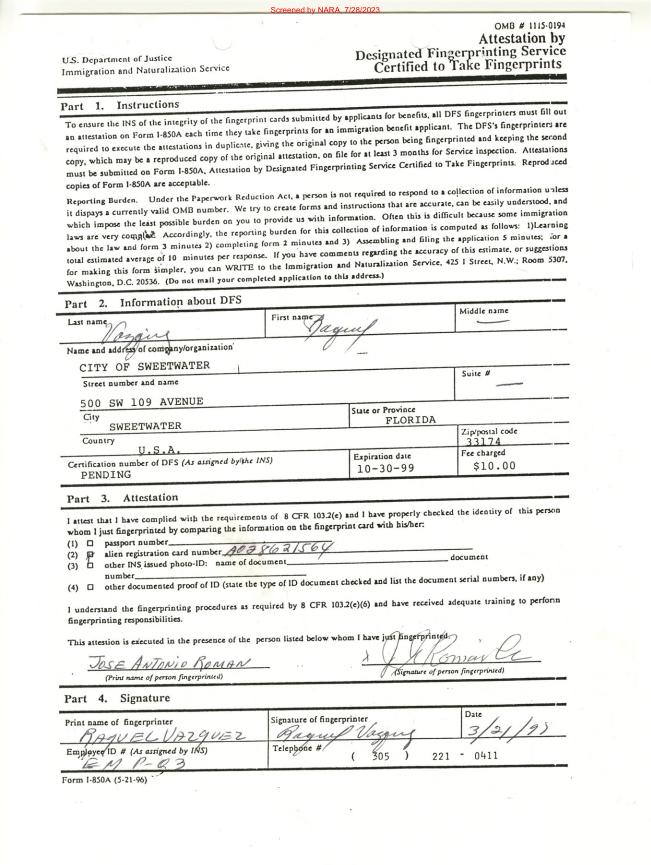 Screened by NARA, 7/28/2023
OMB # 1115-0194
Attestation by
Designated Fingerprinting Service
Certified to Take Fingerprints
U.S. Department of Justice
Immigration and Naturalization Service
Part 1. Instructions
To ensure the INS of the integrity of the fingerprint cards submitted by applicants for benefits, all DFS fingerprinters must fill out
an attestation on Form I-850A each time they take fingerprints for an immigration benefit applicant. The DFS's fingerprinters are
required to execute the attestations in duplicate, giving the original copy to the person being fingerprinted and keeping the second
copy, which may be a reproduced copy of the original attestation, on file for at least 3 months for Service inspection. Attestations
must be submitted on Form I-850A, Attestation by Designated Fingerprinting Service Certified to Take Fingerprints. Reproduced
copies of Form I-850A are acceptable.
Reporting Burden. Under the Paperwork Reduction Act, a person is not required to respond to a collection of information unless
it dispays a currently valid OMB number. We try to create forms and instructions that are accurate, can be easily understood, and
which impose the least possible burden on you to provide us with information. Often this is difficult because some immigration
laws are very Accordingly, the reporting burden for this collection of information is computed as follows: 1)Learning
about the law and form 3 minutes 2) completing form 2 minutes and 3) Assembling and filing the application 5 minutes; for a
total estimated average of 10 minutes per response. If you have comments regarding the accuracy of this estimate, or suggestions
for making this form simpler, you can WRITE to the Immigration and Naturalization Service, 425 I Street, N.W.; Room 5307,
Washington, D.C. 20536. (Do not mail your completed application to this address.)
Part 2. Information about DFS
Last name First name Middle name
Vazquez Raquel —
Name and address of company/organization
CITY OF SWEETWATER
Street number and name Suite # —
500 SW 109 AVENUE
City State or Province
SWEETWATER FLORIDA
Country Zip/postal code
U.S.A. 33174
Certification number of DFS (As assigned by the INS) Expiration date Fee charged
PENDING 10-30-99 $10.00
Part 3. Attestation
I attest that I have complied with the requirements of 8 CFR 103.2(e) and I have properly checked the identity of this person
whom I just fingerprinted by comparing the information on the fingerprint card with his/her:
(1) ☐ passport number
(2) ☑ alien registration card number A028621564
(3) ☐ other INS issued photo-ID: name of document document
number
(4) ☐ other documented proof of ID (state the type of ID document checked and list the document serial numbers, if any)
I understand the fingerprinting procedures as required by 8 CFR 103.2(e)(6) and have received adequate training to perform
fingerprinting responsibilities.
This attestion is executed in the presence of the person listed below whom I have just fingerprinted.
JOSE ANTONIO ROMAN
(Print name of person fingerprinted) (Signature of person fingerprinted)
Part 4. Signature
Print name of fingerprinter Signature of fingerprinter Date
RAQUEL VAZQUEZ Raquel Vazquez 3/21/98
Employee ID # (As assigned by INS) Telephone #
EMP-03 ( 305 ) 221 - 0411
Form I-850A (5-21-96)